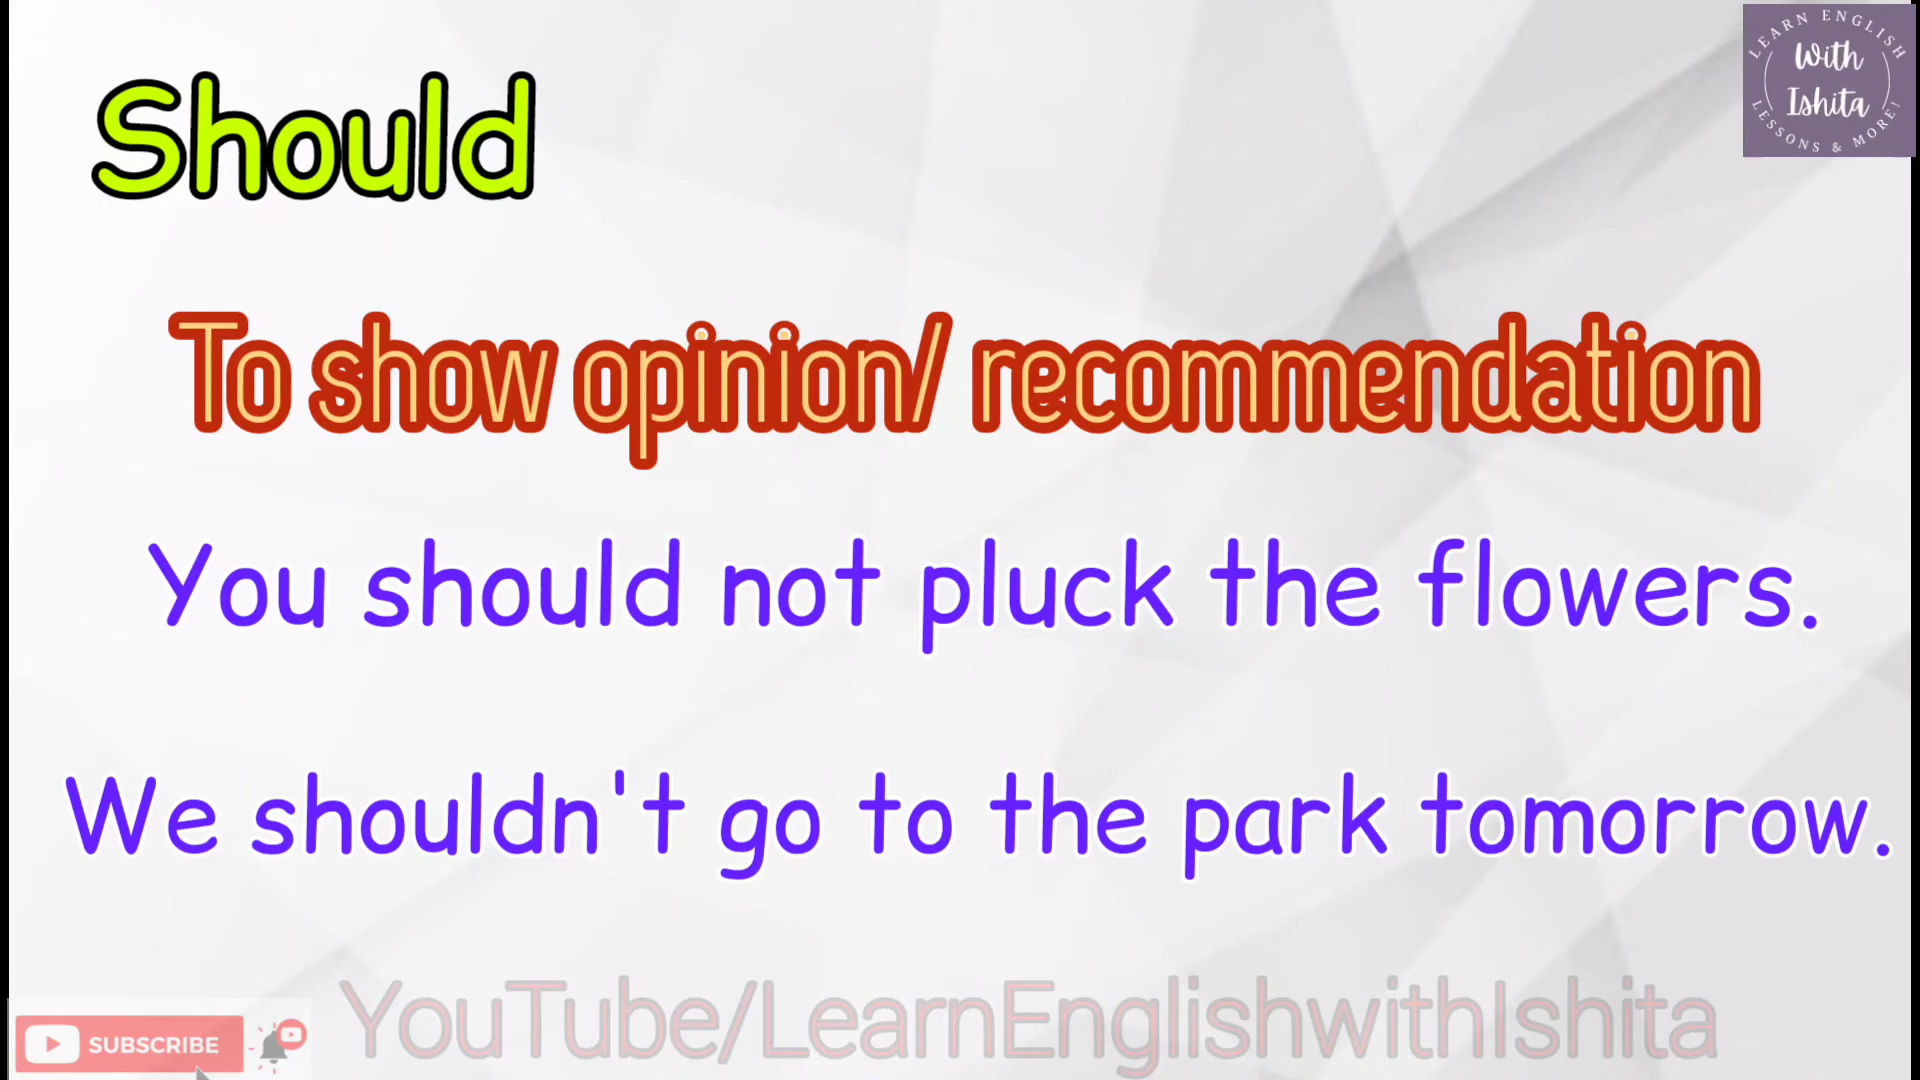 LEARN ENGLISH
With
Ishita
LESSONS & MORE!
Should
To show opinion/ recommendation
You should not pluck the flowers.
We shouldn't go to the park tomorrow.
YouTube/LearnEnglishwithIshita
SUBSCRIBE